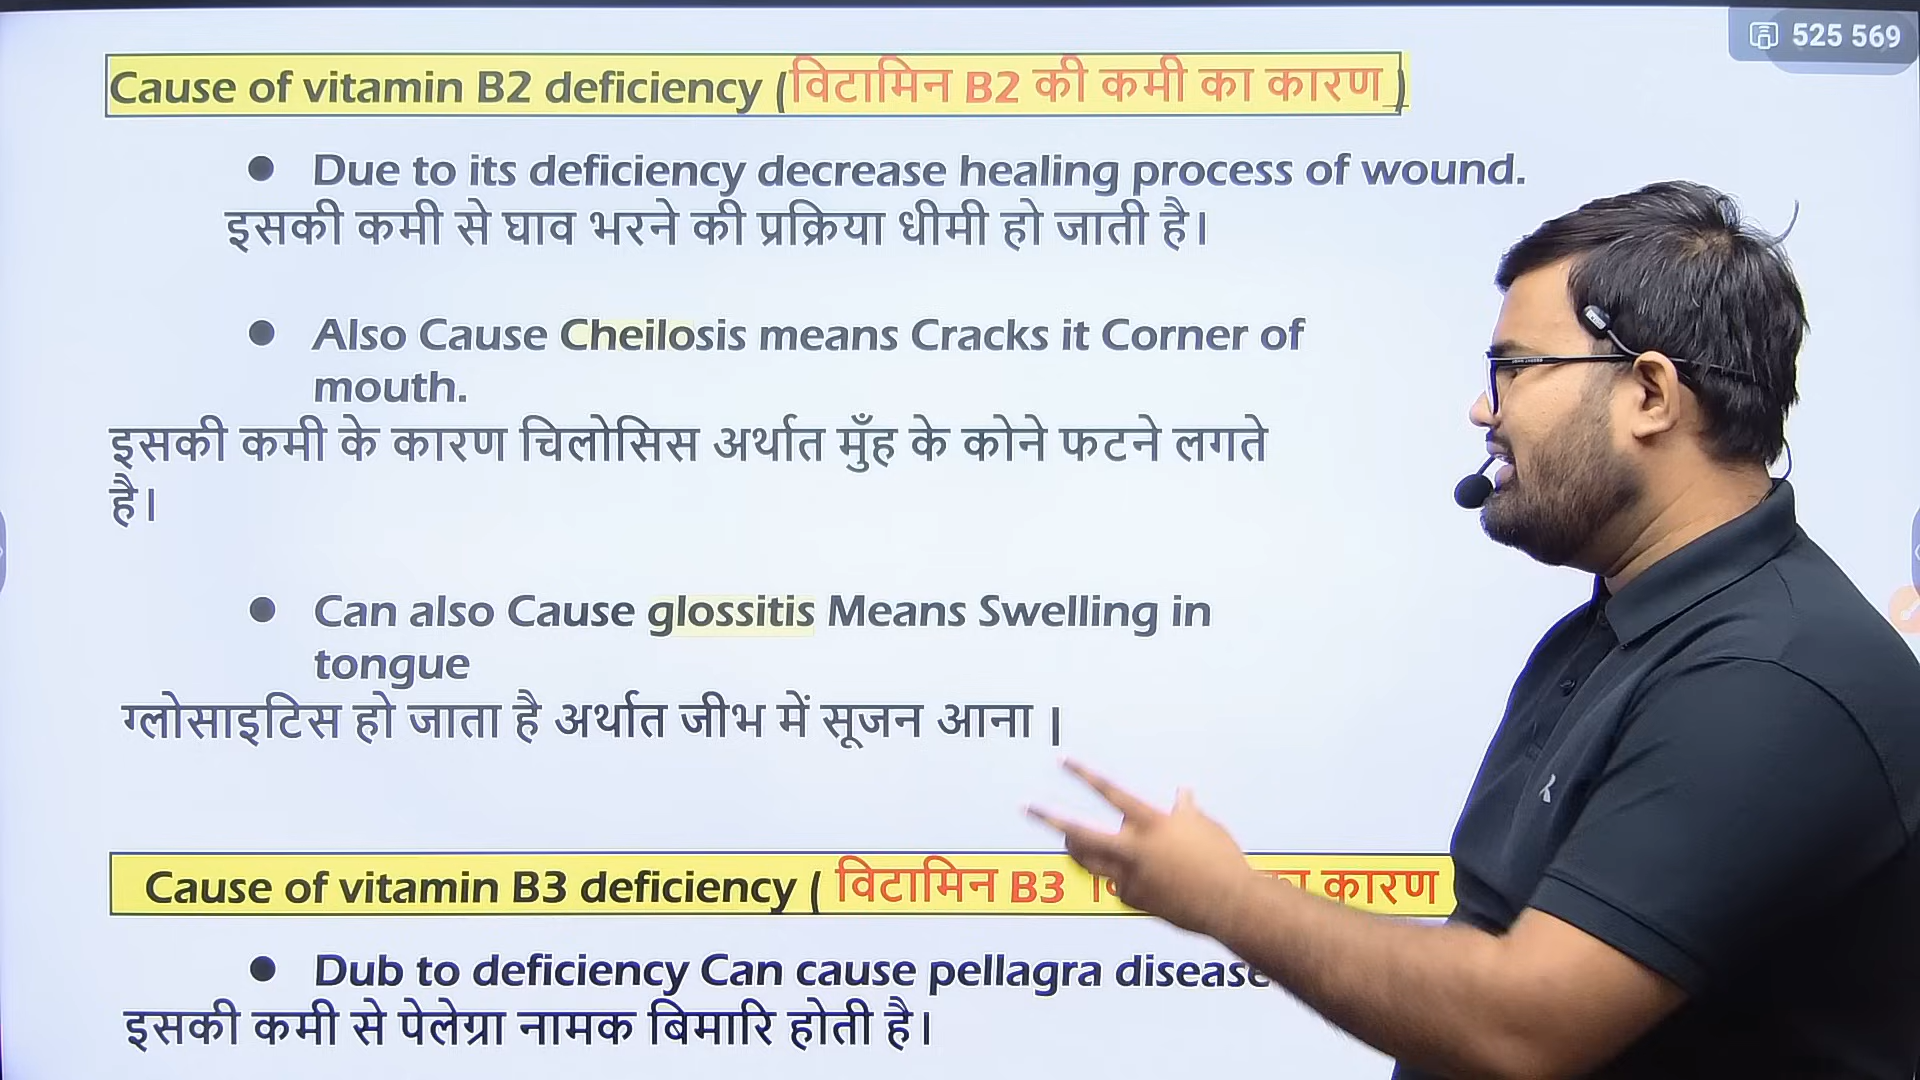 525 569
Cause of vitamin B2 deficiency (विटामिन B2 की कमी का कारण )
● Due to its deficiency decrease healing process of wound.
इसकी कमी से घाव भरने की प्रक्रिया धीमी हो जाती है।
● Also Cause Cheilosis means Cracks it Corner of
mouth.
इसकी कमी के कारण चिलोसिस अर्थात मुँह के कोने फटने लगते
है।
● Can also Cause glossitis Means Swelling in
tongue
ग्लोसाइटिस हो जाता है अर्थात जीभ में सूजन आना |
Cause of vitamin B3 deficiency ( विटामिन B3 कारण
● Dub to deficiency Can cause pellagra disease
इसकी कमी से पेलेग्रा नामक बिमारि होती है।